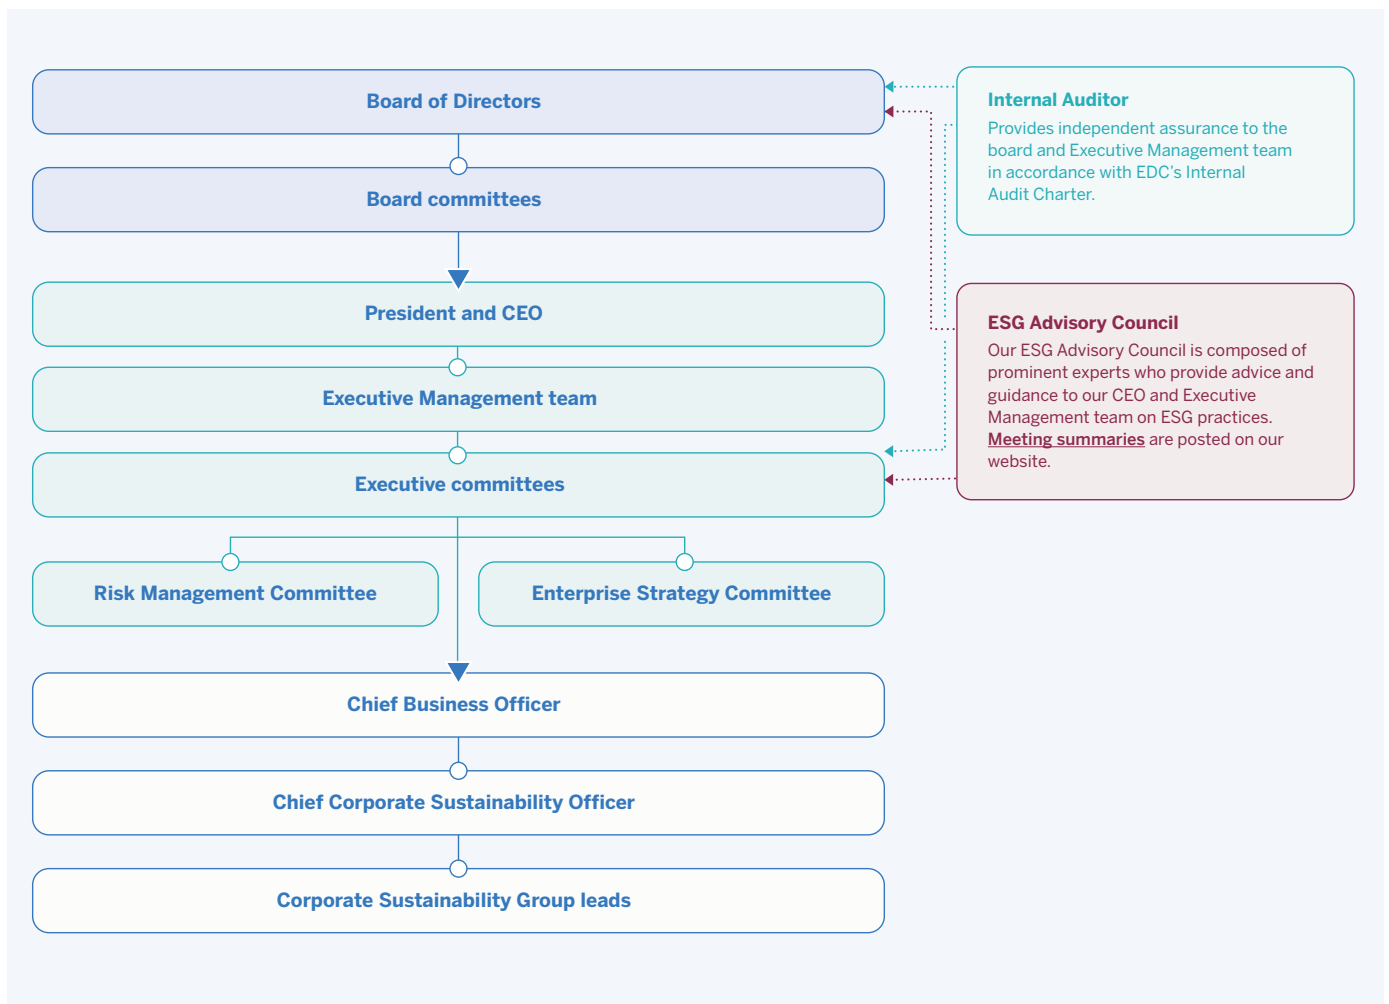 Board of Directors
Board committees
President and CEO
Executive Management team
Executive committees
Risk Management Committee
Enterprise Strategy Committee
Chief Business Officer
Chief Corporate Sustainability Officer
Corporate Sustainability Group leads
Internal Auditor
Provides independent assurance to the
board and Executive Management team
in accordance with EDC's Internal
Audit Charter.
ESG Advisory Council
Our ESG Advisory Council is composed of
prominent experts who provide advice and
guidance to our CEO and Executive
Management team on ESG practices.
Meeting summaries are posted on our
website.